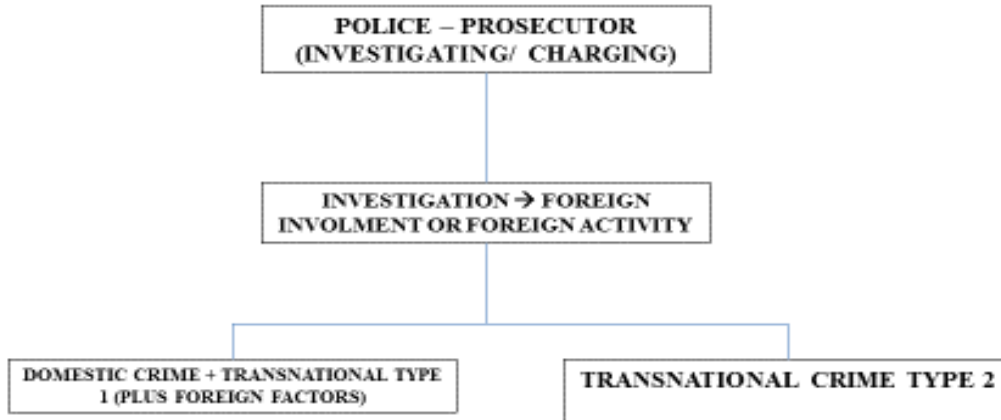 POLICE – PROSECUTOR
(INVESTIGATING/ CHARGING)
INVESTIGATION → FOREIGN
INVOLMENT OR FOREIGN ACTIVITY
DOMESTIC CRIME + TRANSNATIONAL TYPE
1 (PLUS FOREIGN FACTORS)
TRANSNATIONAL CRIME TYPE 2